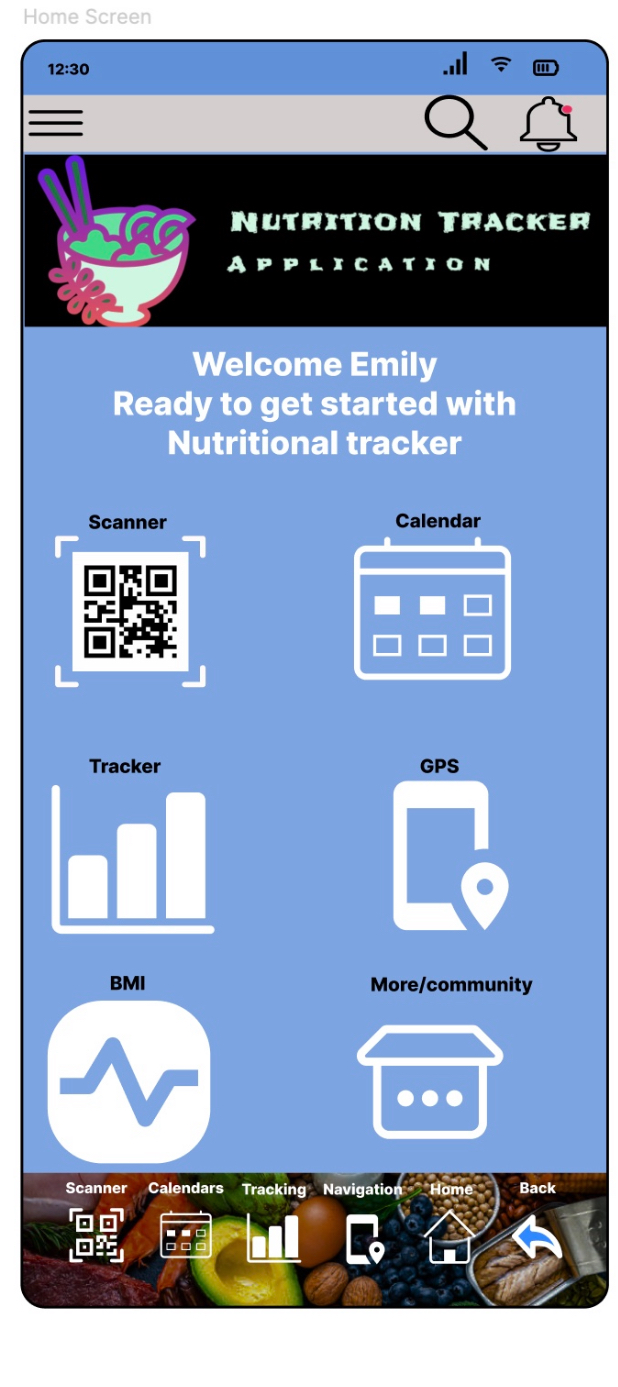 Home Screen
12:30
Nutrition Tracker
Application
Welcome Emily
Ready to get started with
Nutritional tracker
Scanner
Calendar
Tracker
GPS
BMI
More/community
Scanner
Calendars
Tracking
Navigation
Home
Back